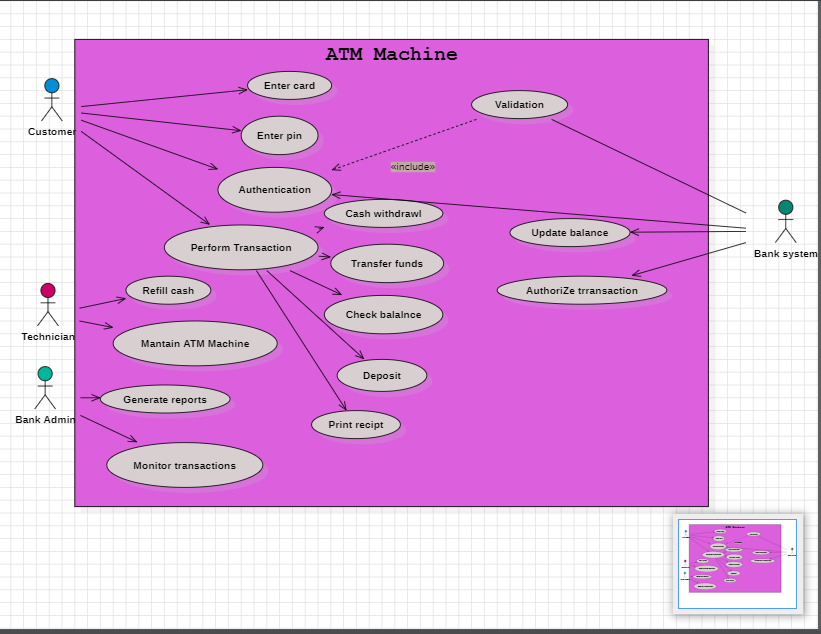 ATM Machine
Enter card
Validation
Customer
Enter pin
«include»
Authentication
Cash withdrawl
Update balance
Perform Transaction
Bank system
Transfer funds
Refill cash
AuthoriZe trransaction
Check balalnce
Technician
Mantain ATM Machine
Deposit
Generate reports
Bank Admin
Print recipt
Monitor transactions